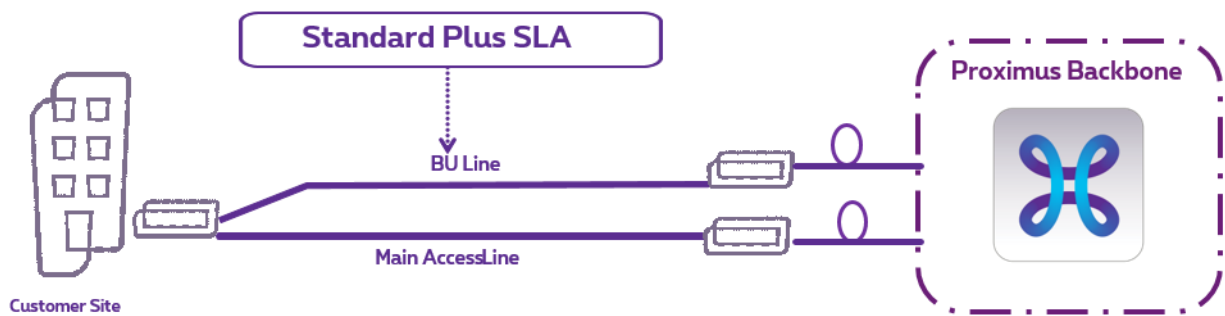 Standard Plus SLA
Proximus Backbone
BU Line
Main AccessLine
Customer Site